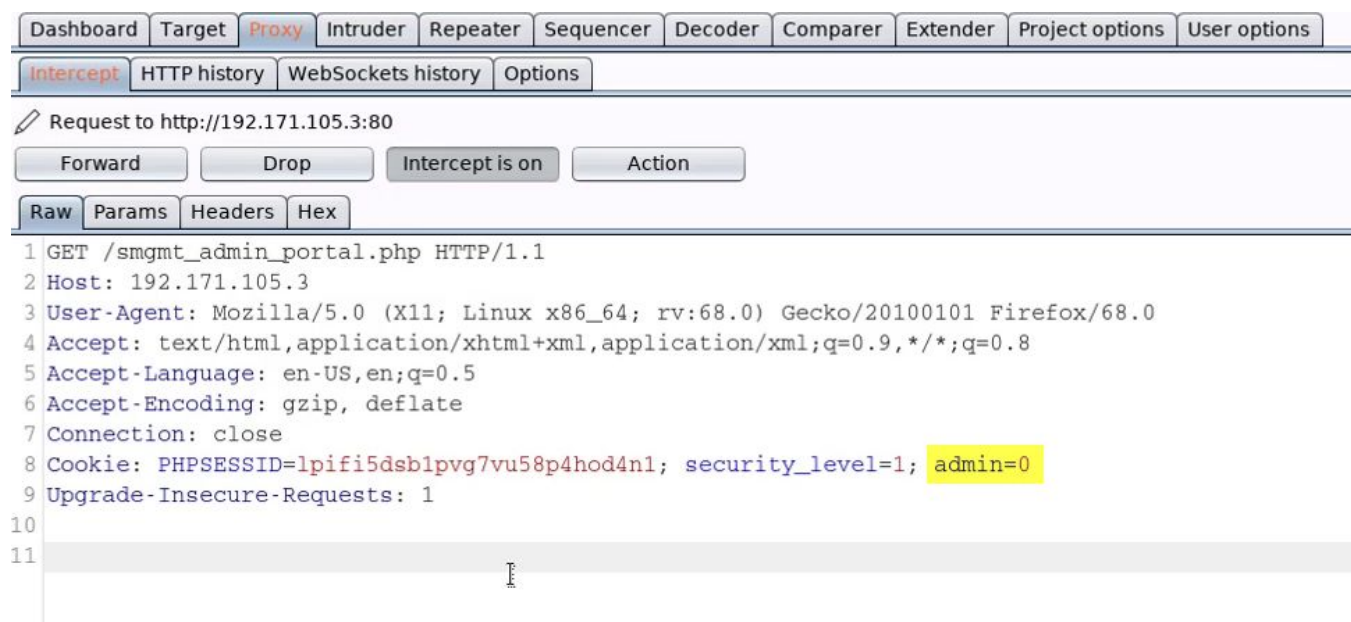 Dashboard Target Proxy Intruder Repeater Sequencer Decoder Comparer Extender Project options User options
Intercept HTTP history WebSockets history Options
Request to http://192.171.105.3:80
Forward Drop Intercept is on Action
Raw Params Headers Hex
1 GET /smgmt_admin_portal.php HTTP/1.1
2 Host: 192.171.105.3
3 User-Agent: Mozilla/5.0 (X11; Linux x86_64; rv:68.0) Gecko/20100101 Firefox/68.0
4 Accept: text/html,application/xhtml+xml,application/xml;q=0.9,*/*;q=0.8
5 Accept-Language: en-US,en;q=0.5
6 Accept-Encoding: gzip, deflate
7 Connection: close
8 Cookie: PHPSESSID=lpifi5dsb1pvg7vu58p4hod4n1; security_level=1; admin=0
9 Upgrade-Insecure-Requests: 1
10
11